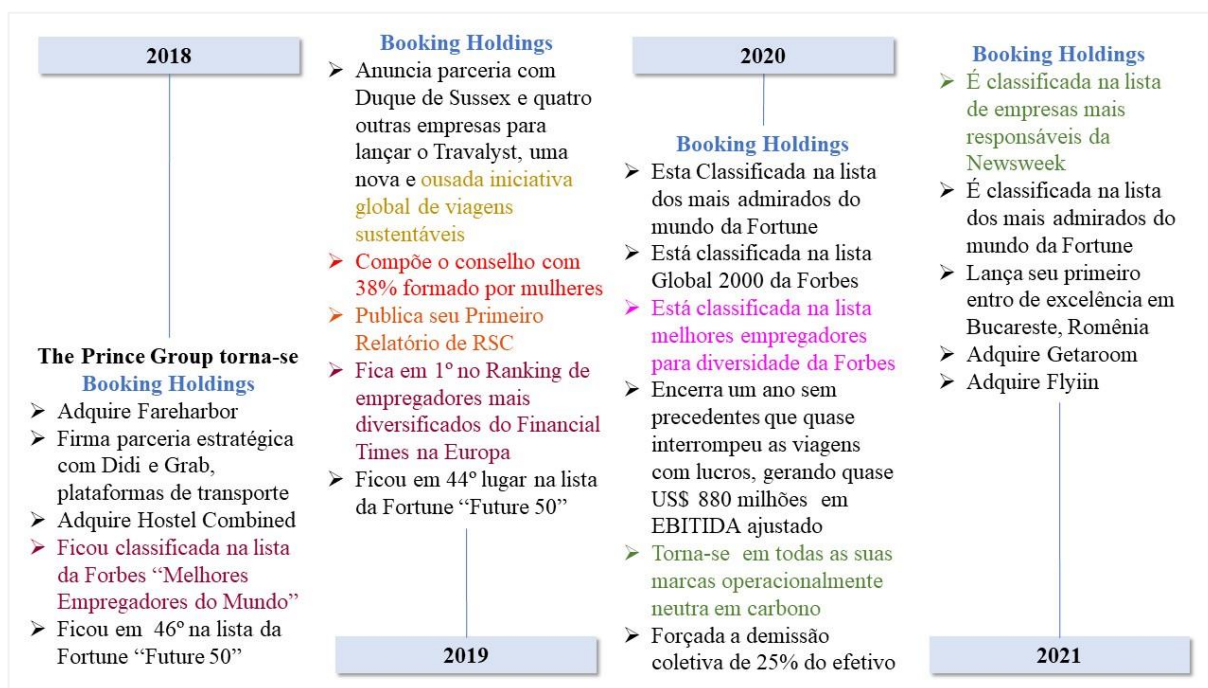 2018
The Prince Group torna-se
Booking Holdings
➢ Adquire Fareharbor
➢ Firma parceria estratégica
com Didi e Grab,
plataformas de transporte
➢ Adquire Hostel Combined
➢ Ficou classificada na lista
da Forbes “Melhores
Empregadores do Mundo”
➢ Ficou em 46º na lista da
Fortune “Future 50”
Booking Holdings
➢ Anuncia parceria com
Duque de Sussex e quatro
outras empresas para
lançar o Travalyst, uma
nova e ousada iniciativa
global de viagens
sustentáveis
➢ Compõe o conselho com
38% formado por mulheres
➢ Publica seu Primeiro
Relatório de RSC
➢ Fica em 1º no Ranking de
empregadores mais
diversificados do Financial
Times na Europa
➢ Ficou em 44º lugar na lista
da Fortune “Future 50”
2019
2020
Booking Holdings
➢ Esta Classificada na lista
dos mais admirados do
mundo da Fortune
➢ Está classificada na lista
Global 2000 da Forbes
➢ Está classificada na lista
melhores empregadores
para diversidade da Forbes
➢ Encerra um ano sem
precedentes que quase
interrompeu as viagens
com lucros, gerando quase
US$ 880 milhões em
EBITIDA ajustado
➢ Torna-se em todas as suas
marcas operacionalmente
neutra em carbono
➢ Forçada a demissão
coletiva de 25% do efetivo
Booking Holdings
➢ É classificada na lista
de empresas mais
responsáveis da
Newsweek
➢ É classificada na lista
dos mais admirados do
mundo da Fortune
➢ Lança seu primeiro
entro de excelência em
Bucareste, Romênia
➢ Adquire Getaroom
➢ Adquire Flyiin
2021